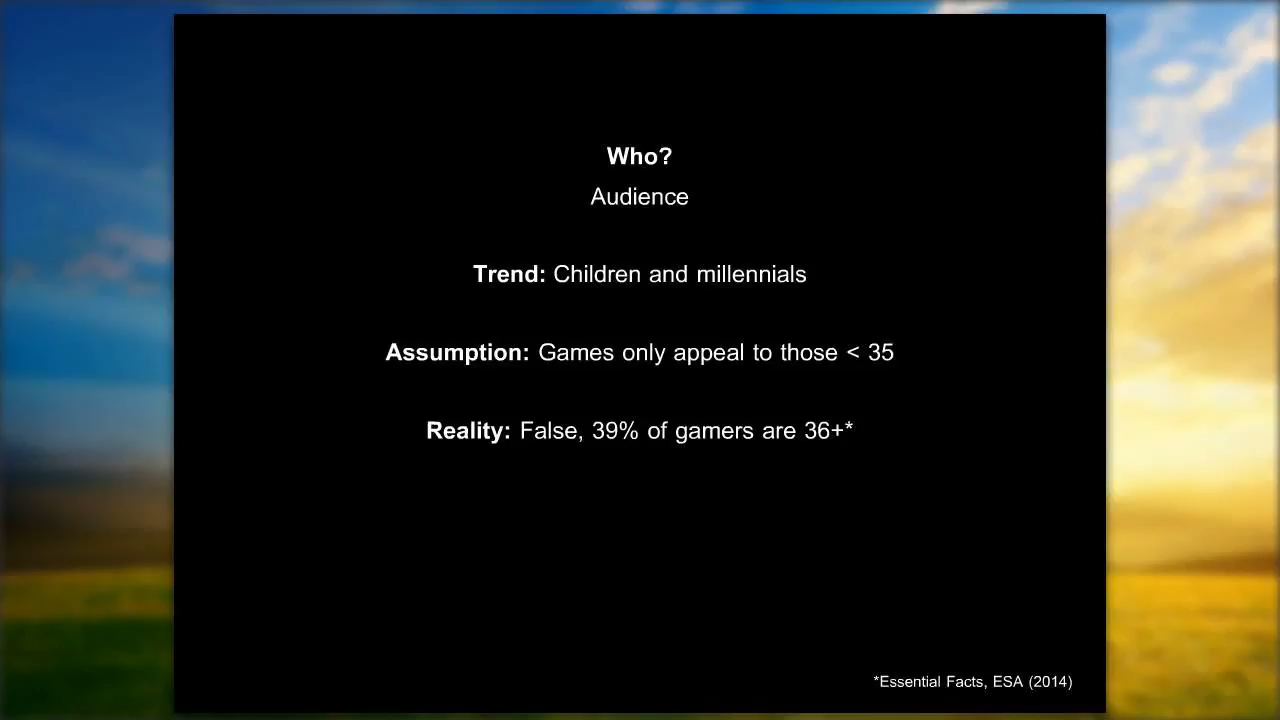 Who?
Audience
Trend: Children and millennials
Assumption: Games only appeal to those < 35
Reality: False, 39% of gamers are 36+*
*Essential Facts, ESA (2014)